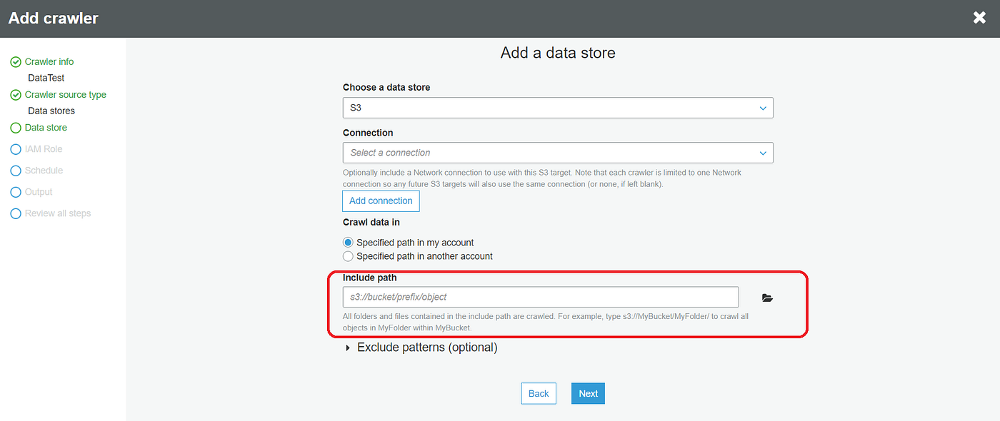 Add crawler
Crawler info
DataTest
Crawler source type
Data stores
Data store
IAM Role
Schedule
Output
Review all steps
Add a data store
Choose a data store
S3
Connection
Select a connection
Optionally include a Network connection to use with this S3 target. Note that each crawler is limited to one Network
connection so any future S3 targets will also use the same connection (or none, if left blank).
Add connection
Crawl data in
Specified path in my account
Specified path in another account
Include path
s3://bucket/prefix/object
All folders and files contained in the include path are crawled. For example, type s3://MyBucket/MyFolder/ to crawl all
objects in MyFolder within MyBucket.
Exclude patterns (optional)
Back
Next